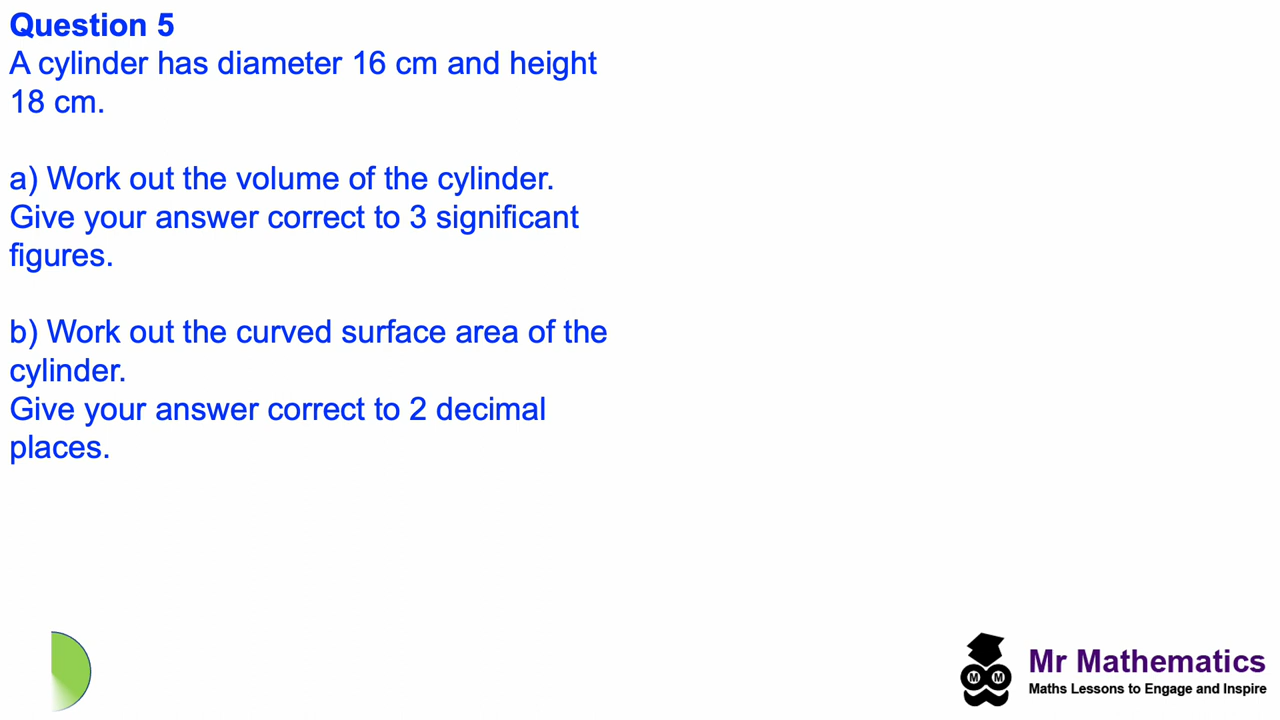 Question 5
A cylinder has diameter 16 cm and height
18 cm.
a) Work out the volume of the cylinder.
Give your answer correct to 3 significant
figures.
b) Work out the curved surface area of the
cylinder.
Give your answer correct to 2 decimal
places.
M M
Mr Mathematics
Maths Lessons to Engage and Inspire